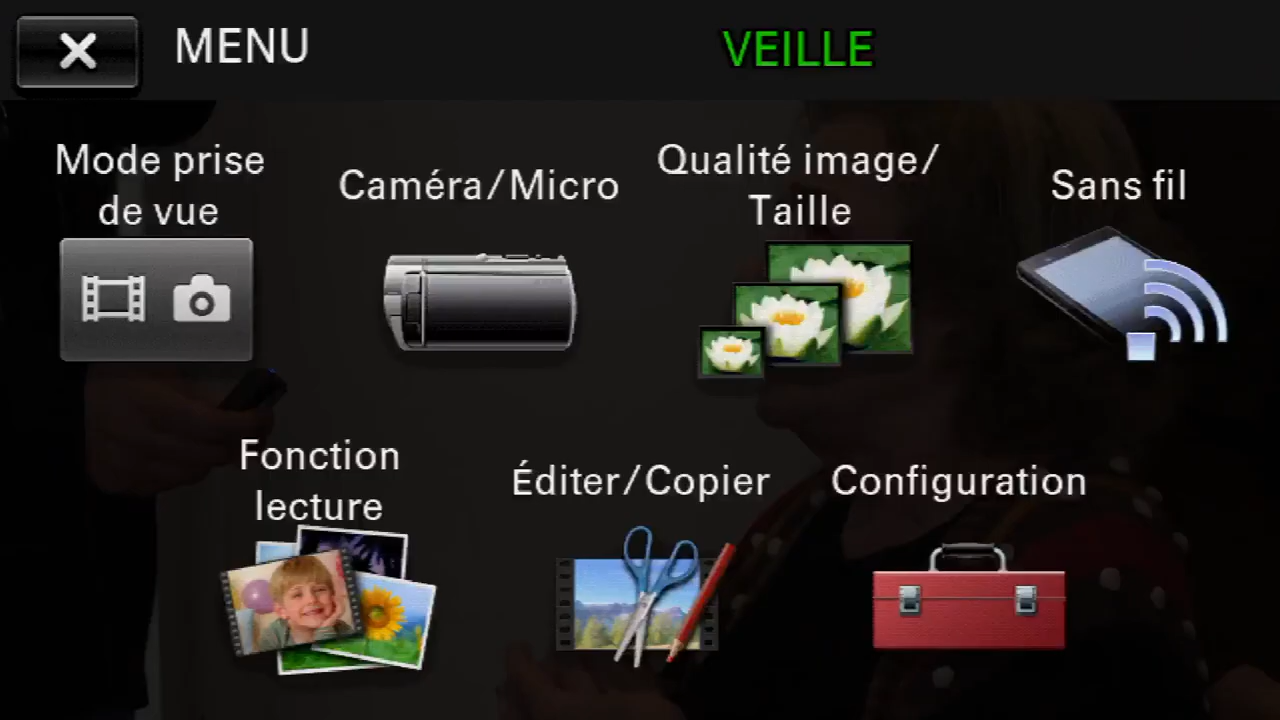 MENU
VEILLE
Mode prise
de vue
Caméra/Micro
Qualité image/
Taille
Sans fil
Fonction
lecture
Éditer/Copier
Configuration